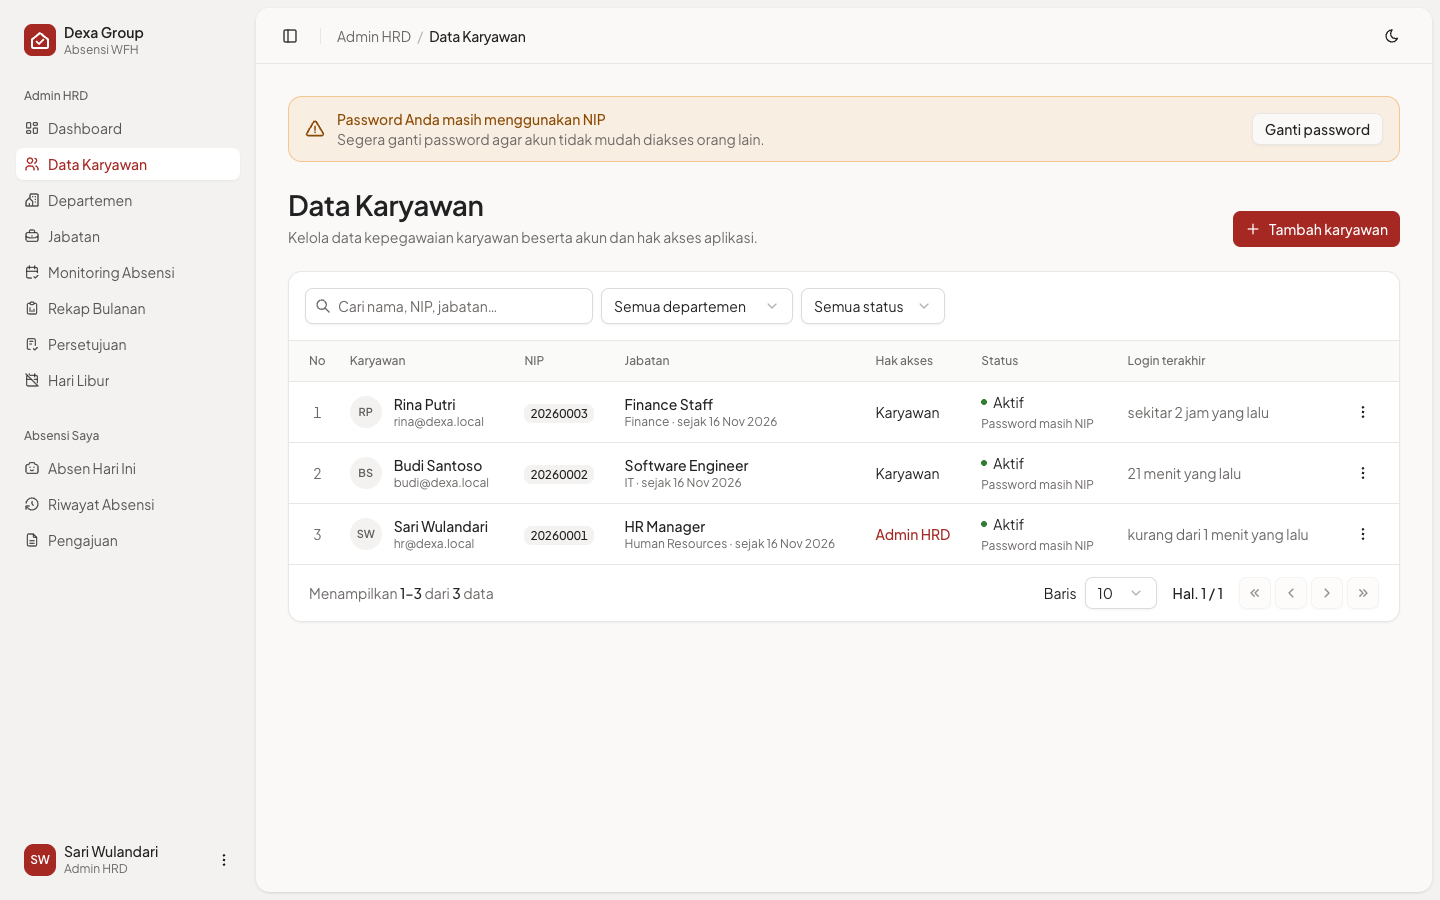 Dexa Group
Absensi WFH
Admin HRD
Dashboard
Data Karyawan
Departemen
Jabatan
Monitoring Absensi
Rekap Bulanan
Persetujuan
Hari Libur
Absensi Saya
Absen Hari Ini
Riwayat Absensi
Pengajuan
SW
Sari Wulandari
Admin HRD
Admin HRD / Data Karyawan
Password Anda masih menggunakan NIP
Segera ganti password agar akun tidak mudah diakses orang lain.
Ganti password
Data Karyawan
Kelola data kepegawaian karyawan beserta akun dan hak akses aplikasi.
Tambah karyawan
Cari nama, NIP, jabatan... Semua departemen Semua status
No Karyawan NIP Jabatan Hak akses Status Login terakhir
1 RP Rina Putri 20260003 Finance Staff Karyawan Aktif sekitar 2 jam yang lalu
rina@dexa.local Finance · sejak 16 Nov 2026 Password masih NIP
2 BS Budi Santoso 20260002 Software Engineer Karyawan Aktif 21 menit yang lalu
budi@dexa.local IT · sejak 16 Nov 2026 Password masih NIP
3 SW Sari Wulandari 20260001 HR Manager Admin HRD Aktif kurang dari 1 menit yang lalu
hr@dexa.local Human Resources · sejak 16 Nov 2026 Password masih NIP
Menampilkan 1–3 dari 3 data Baris 10 Hal. 1 / 1